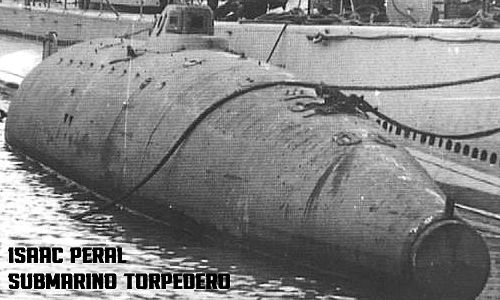 ISAAC PERAL
SUBMARINO TORPEDERO